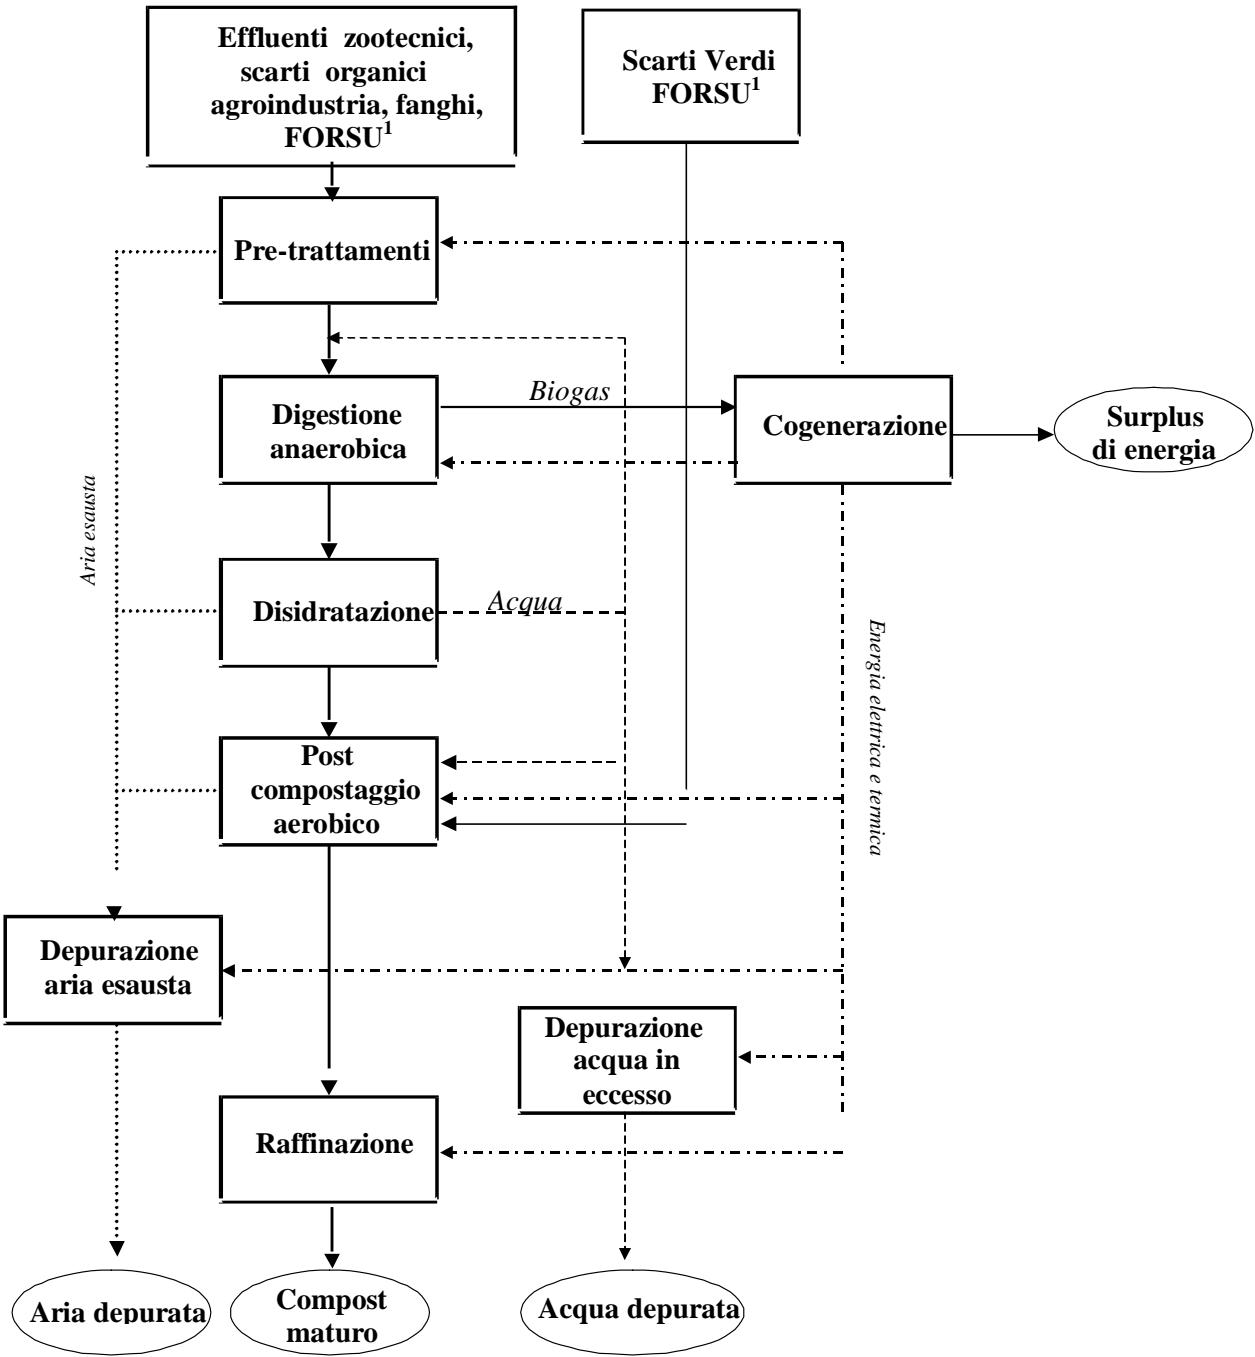 Effluenti zootecnici,
scarti organici
agroindustria, fanghi,
FORSU¹
Scarti Verdi
FORSU¹
Pre-trattamenti
Digestione
anaerobica
Biogas
Cogenerazione
Surplus
di energia
Aria esausta
Disidratazione
Acqua
Energia elettrica e termica
Post
compostaggio
aerobico
Depurazione
aria esausta
Depurazione
acqua in
eccesso
Raffinazione
Aria depurata
Compost
maturo
Acqua depurata